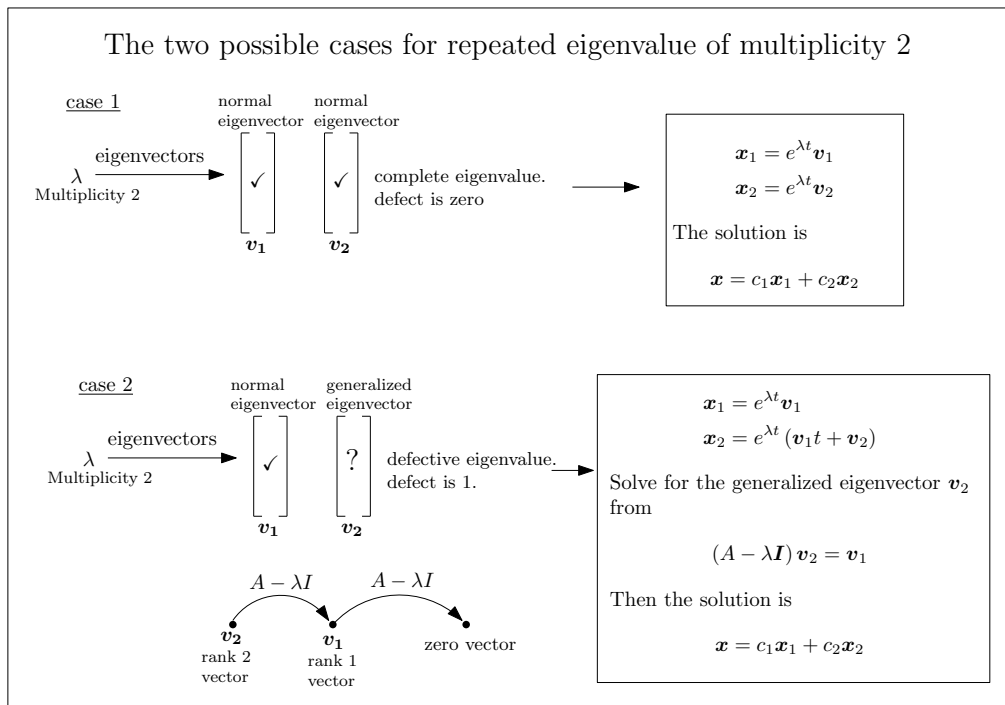 The two possible cases for repeated eigenvalue of multiplicity 2
case 1
normal
eigenvector
normal
eigenvector
eigenvectors
λ
Multiplicity 2
✓
✓
v₁
v₂
complete eigenvalue.
defect is zero
x₁ = e^{λt}v₁
x₂ = e^{λt}v₂
The solution is
x = c₁x₁ + c₂x₂
case 2
normal
eigenvector
generalized
eigenvector
eigenvectors
λ
Multiplicity 2
✓
?
v₁
v₂
defective eigenvalue.
defect is 1.
x₁ = e^{λt}v₁
x₂ = e^{λt} (v₁t + v₂)
Solve for the generalized eigenvector v₂
from
(A − λI) v₂ = v₁
Then the solution is
x = c₁x₁ + c₂x₂
A − λI
A − λI
v₂
rank 2
vector
v₁
rank 1
vector
zero vector